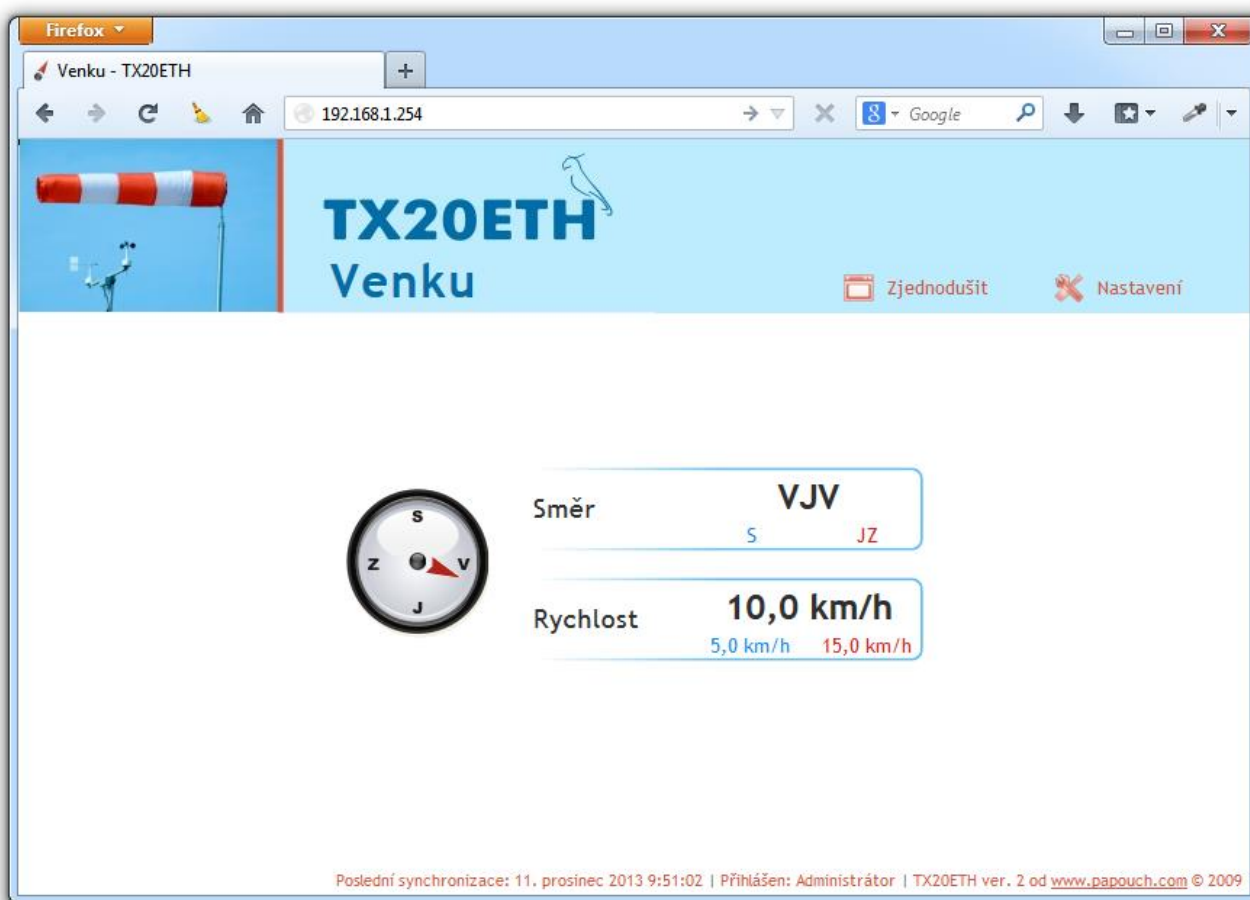 Firefox
Venku - TX20ETH
192.168.1.254
Google
TX20ETH
Venku
Zjednodušit
Nastavení
S
Z
V
J
Směr
VJV
S
JZ
Rychlost
10,0 km/h
5,0 km/h
15,0 km/h
Poslední synchronizace: 11. prosinec 2013 9:51:02 | Přihlášen: Administrátor | TX20ETH ver. 2 od www.papouch.com © 2009